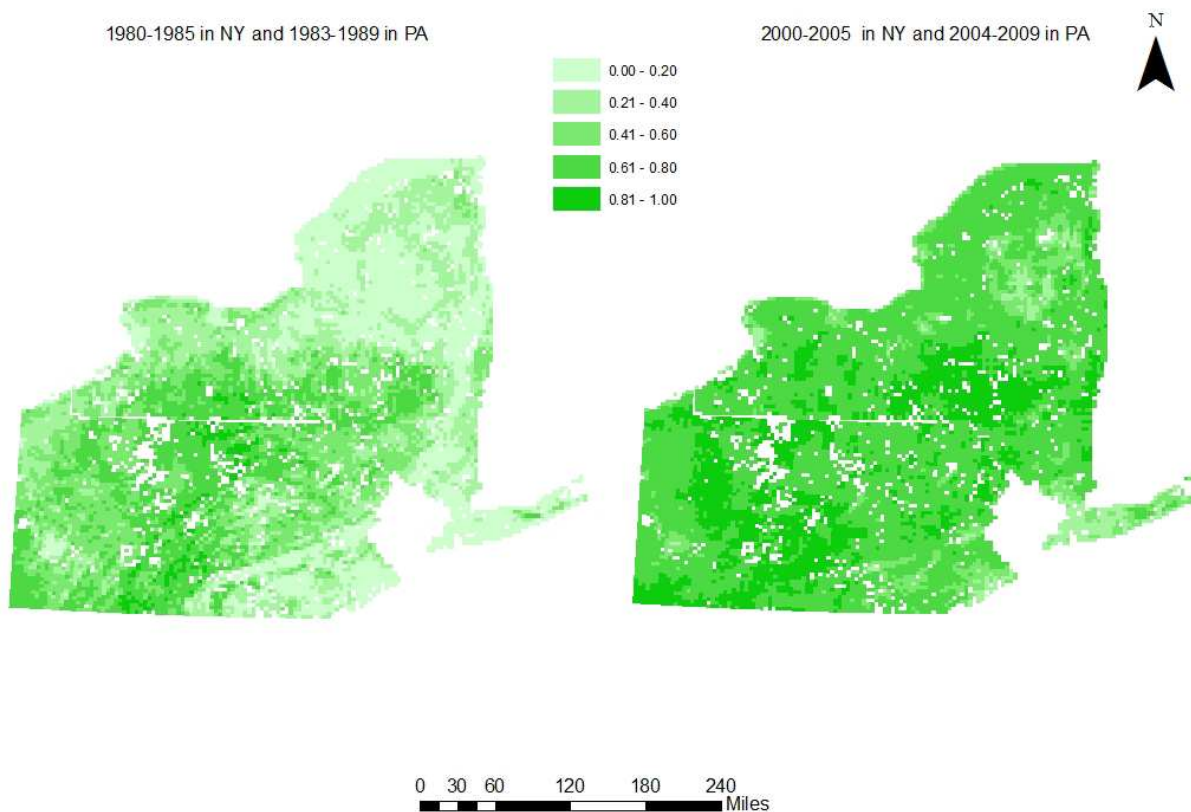 1980-1985 in NY and 1983-1989 in PA
2000-2005 in NY and 2004-2009 in PA
N
0.00 - 0.20
0.21 - 0.40
0.41 - 0.60
0.61 - 0.80
0.81 - 1.00
0 30 60 120 180 240
Miles